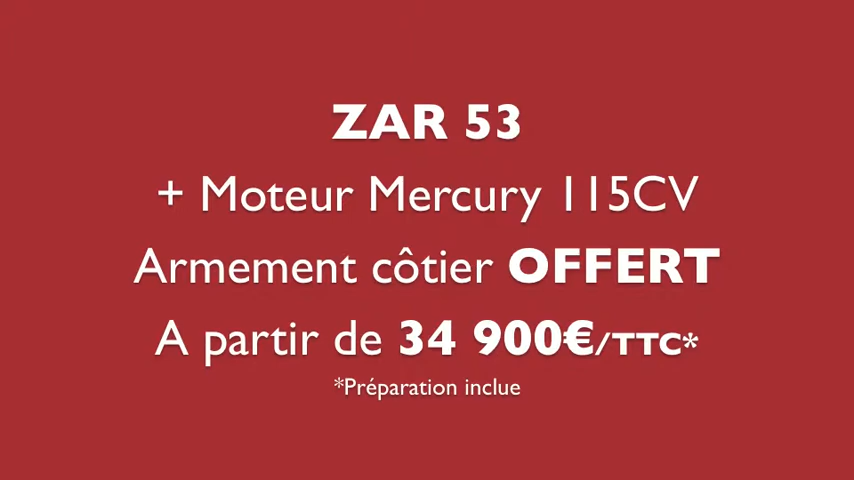 ZAR 53
+ Moteur Mercury 115CV
Armement côtier OFFERT
A partir de 34 900€/TTC*
*Préparation inclue